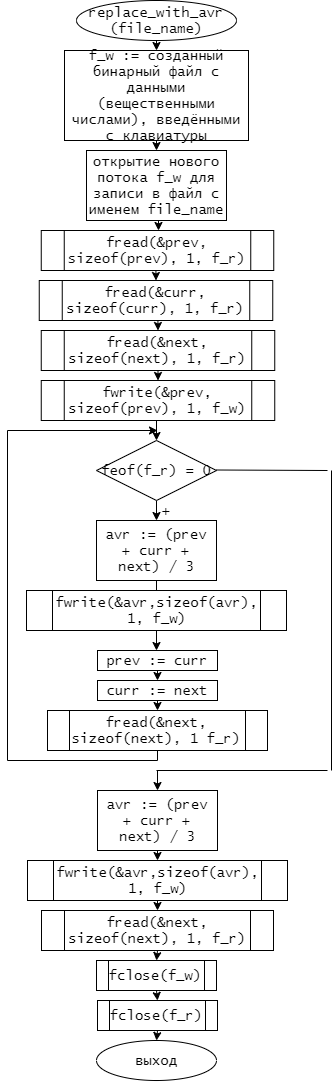 replace_with_avr
(file_name)
f_w := созданный
бинарный файл с
данными
(вещественными
числами), введёнными
с клавиатуры
открытие нового
потока f_w для
записи в файл с
именем file_name
fread(&prev,
sizeof(prev), 1, f_r)
fread(&curr,
sizeof(curr), 1, f_r)
fread(&next,
sizeof(next), 1, f_r)
fwrite(&prev,
sizeof(prev), 1, f_w)
feof(f_r) = 0
+
avr := (prev
+ curr +
next) / 3
fwrite(&avr,sizeof(avr),
1, f_w)
prev := curr
curr := next
fread(&next,
sizeof(next), 1 f_r)
avr := (prev
+ curr +
next) / 3
fwrite(&avr,sizeof(avr),
1, f_w)
fread(&next,
sizeof(next), 1, f_r)
fclose(f_w)
fclose(f_r)
выход